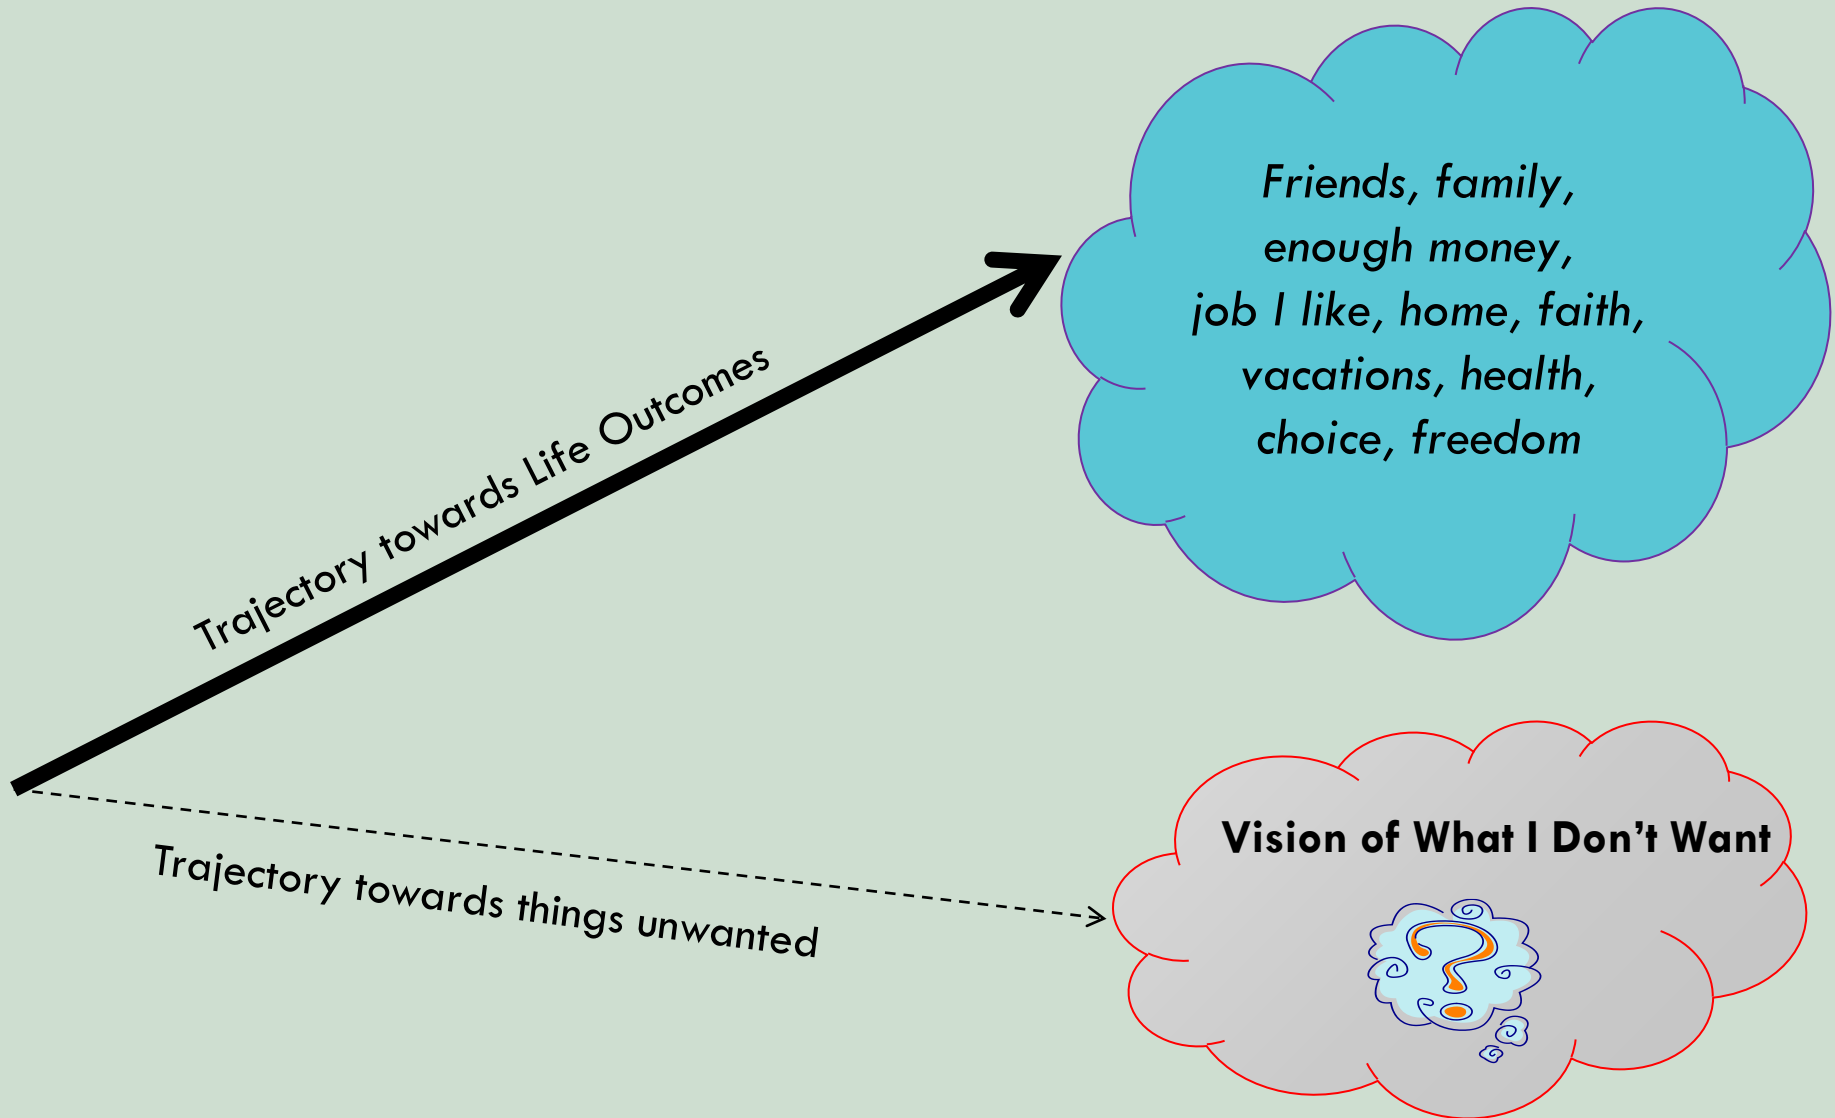 Friends, family,
enough money,
job I like, home, faith,
vacations, health,
choice, freedom
Trajectory towards Life Outcomes
Vision of What I Don’t Want
Trajectory towards things unwanted
?